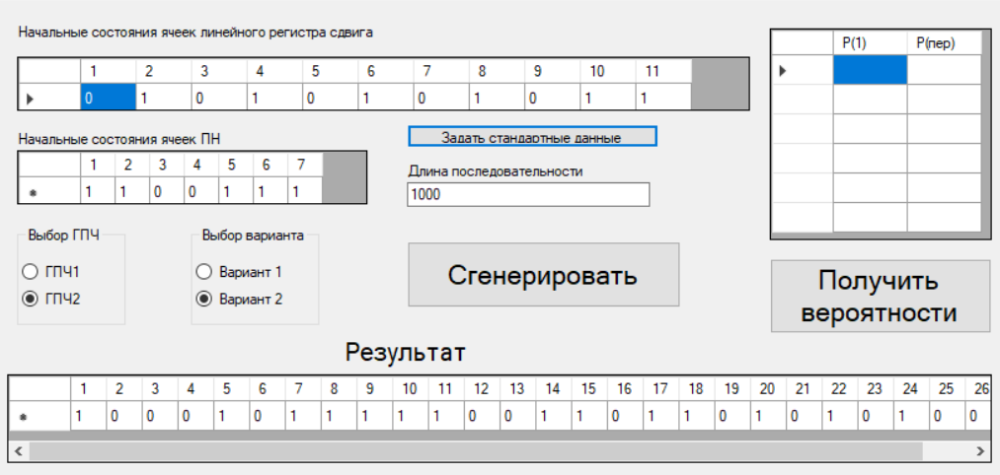 Начальные состояния ячеек линейного регистра сдвига
1 2 3 4 5 6 7 8 9 10 11
0 1 0 1 0 1 0 1 0 1 1
P(1) P(пер)
Начальные состояния ячеек ПН
1 2 3 4 5 6 7
1 1 0 0 1 1 1
Задать стандартные данные
Длина последовательности
1000
Выбор ГПЧ
ГПЧ1
ГПЧ2
Выбор варианта
Вариант 1
Вариант 2
Сгенерировать
Получить
вероятности
Результат
1 2 3 4 5 6 7 8 9 10 11 12 13 14 15 16 17 18 19 20 21 22 23 24 25 26
1 0 0 0 1 0 1 1 1 1 1 0 0 1 1 0 1 1 0 1 0 1 0 1 0 0